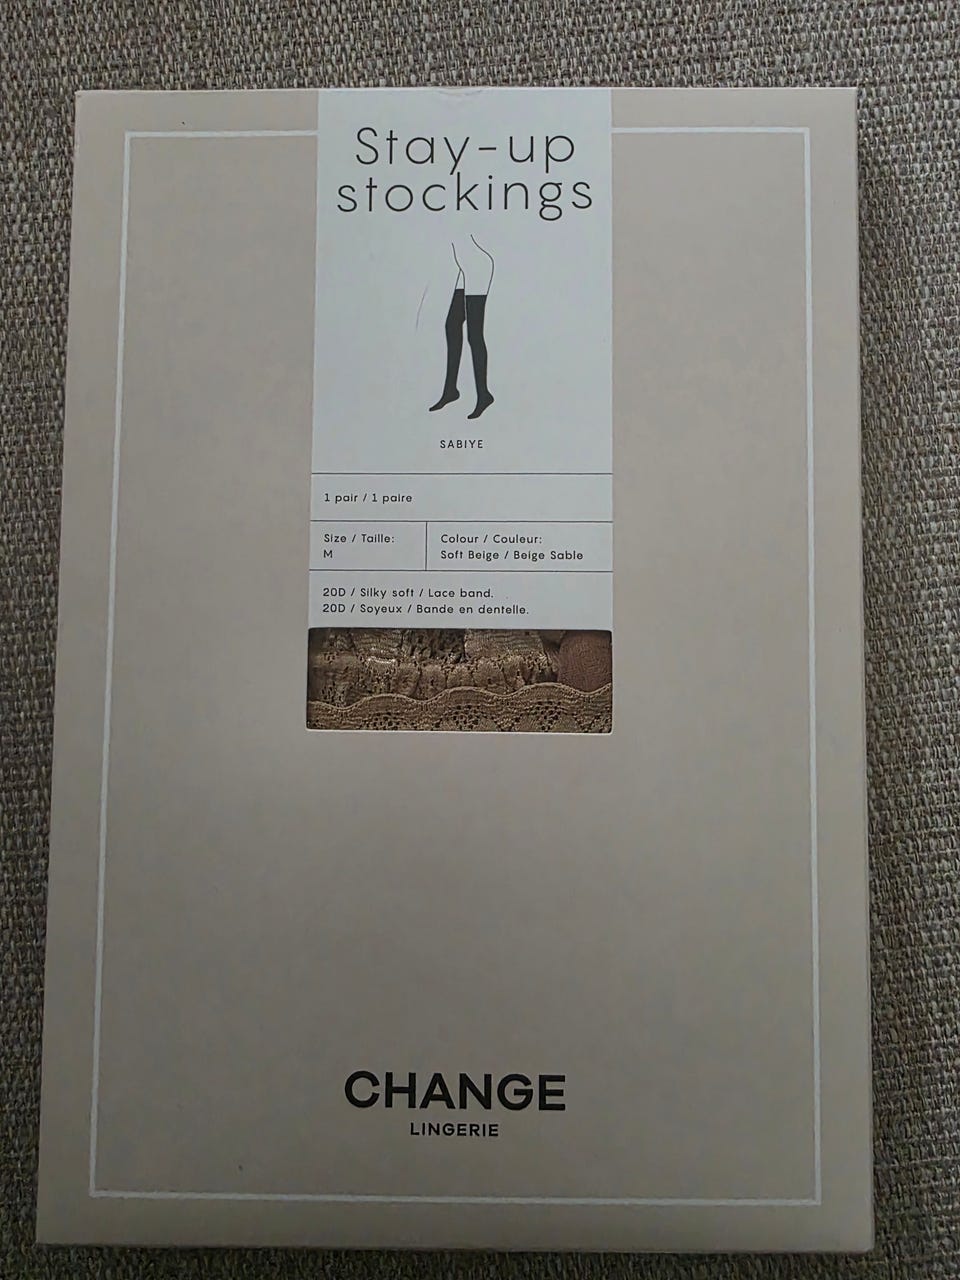 Stay-up
stockings
SABIYE
1 pair / 1 paire
Size / Taille:
M
Colour / Couleur:
Soft Beige / Beige Sable
20D / Silky soft / Lace band.
20D / Soyeux / Bande en dentelle.
CHANGE
LINGERIE